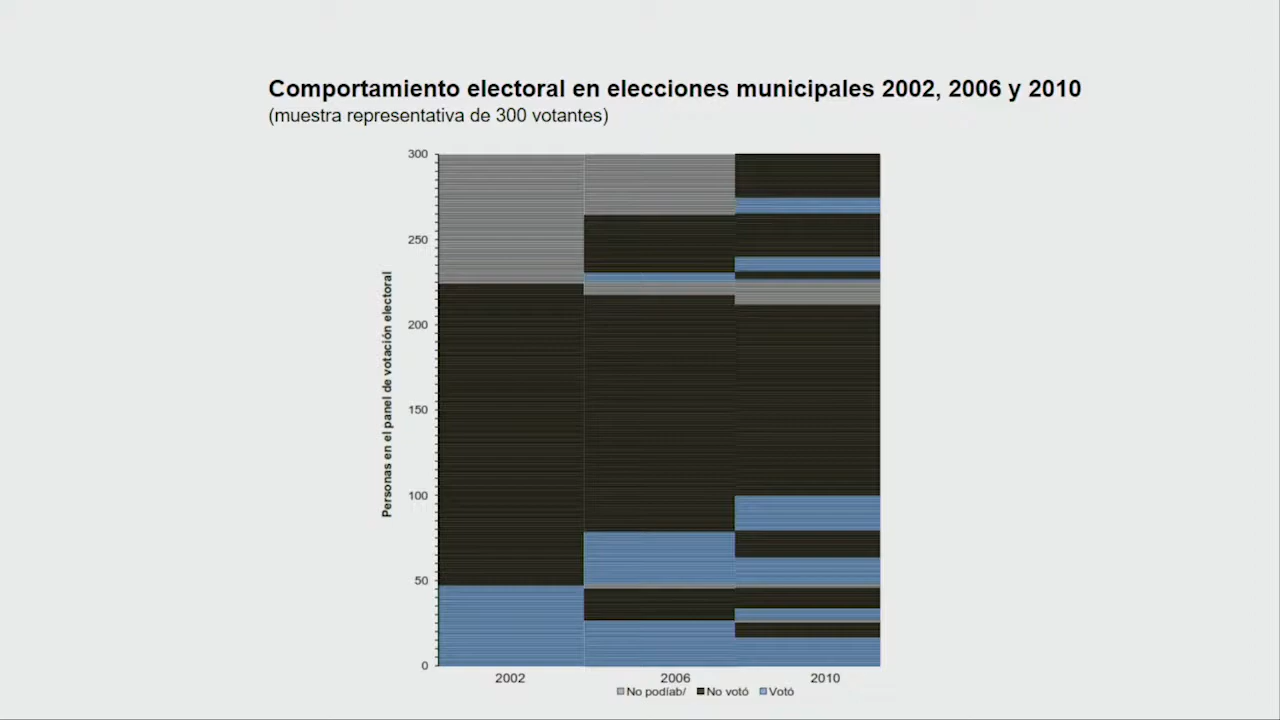 Comportamiento electoral en elecciones municipales 2002, 2006 y 2010
(muestra representativa de 300 votantes)
Personas en el panel de votación electoral
300
250
200
150
100
50
0
2002 2006 2010
No podíab/ No votó Votó